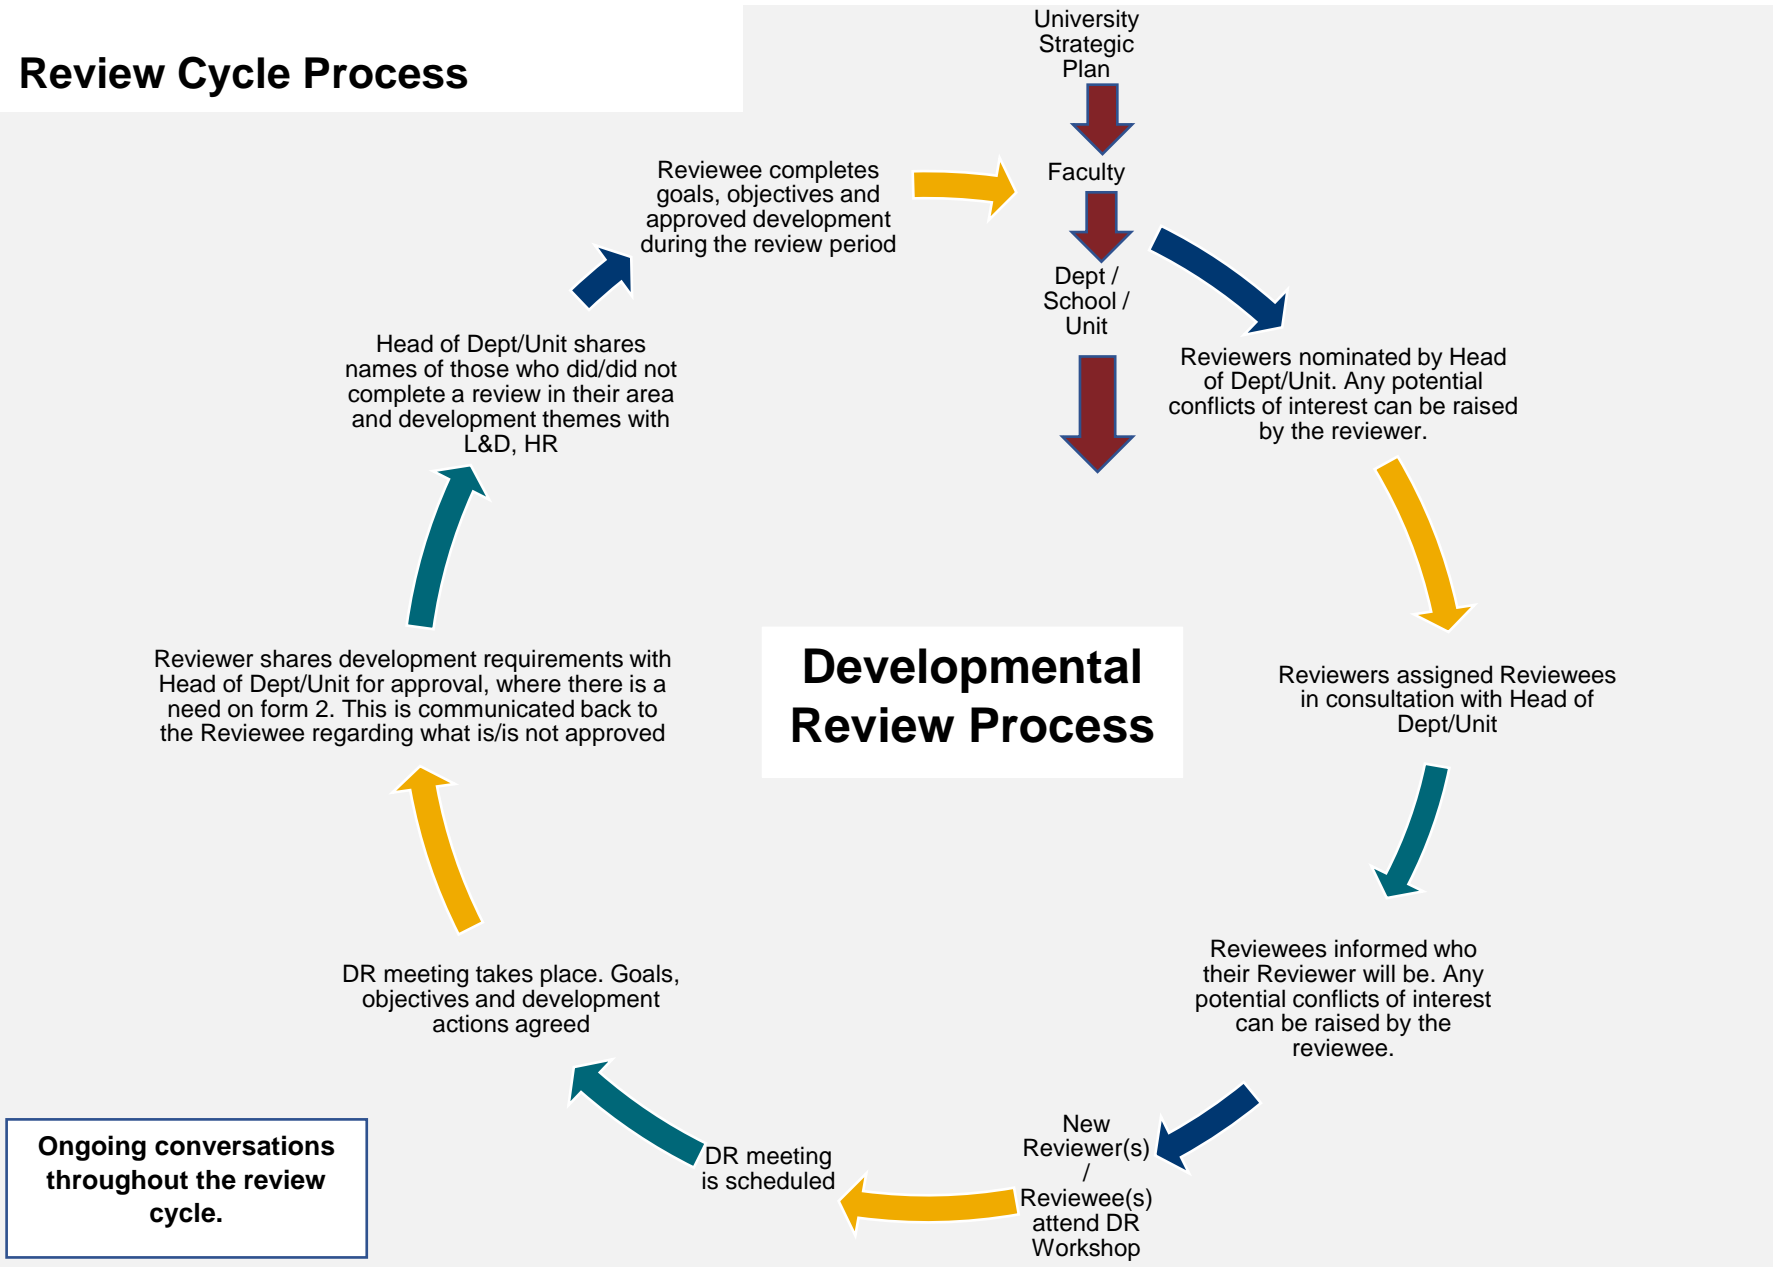 Review Cycle Process
University
Strategic
Plan
Faculty
Dept /
School /
Unit
Reviewers nominated by Head
of Dept/Unit. Any potential
conflicts of interest can be raised
by the reviewer.
Reviewers assigned Reviewees
in consultation with Head of
Dept/Unit
Reviewees informed who
their Reviewer will be. Any
potential conflicts of interest
can be raised by the
reviewee.
New
Reviewer(s)
/
Reviewee(s)
attend DR
Workshop
DR meeting
is scheduled
DR meeting takes place. Goals,
objectives and development
actions agreed
Reviewer shares development requirements with
Head of Dept/Unit for approval, where there is a
need on form 2. This is communicated back to
the Reviewee regarding what is/is not approved
Head of Dept/Unit shares
names of those who did/did not
complete a review in their area
and development themes with
L&D, HR
Reviewee completes
goals, objectives and
approved development
during the review period
Developmental
Review Process
Ongoing conversations
throughout the review
cycle.